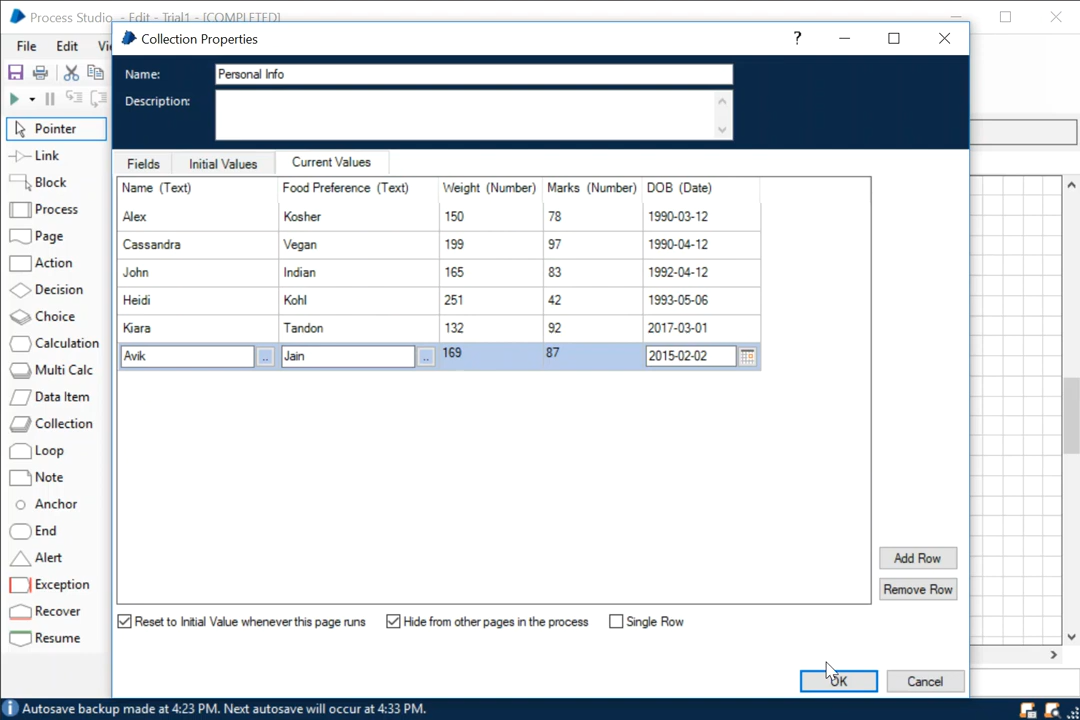 Process Studio - Edit - Trial1 - [COMPLETED]
File Edit
Collection Properties
?
Name: Personal Info
Description:
Pointer
Link
Block
Process
Page
Action
Decision
Choice
Calculation
Multi Calc
Data Item
Collection
Loop
Note
Anchor
End
Alert
Exception
Recover
Resume
Fields Initial Values Current Values
Name (Text) Food Preference (Text) Weight (Number) Marks (Number) DOB (Date)
Alex Kosher 150 78 1990-03-12
Cassandra Vegan 199 97 1990-04-12
John Indian 165 83 1992-04-12
Heidi Kohl 251 42 1993-05-06
Kiara Tandon 132 92 2017-03-01
Avik .. Jain .. 169 87 2015-02-02
Add Row
Remove Row
Reset to Initial Value whenever this page runs Hide from other pages in the process Single Row
OK Cancel
Autosave backup made at 4:23 PM. Next autosave will occur at 4:33 PM.